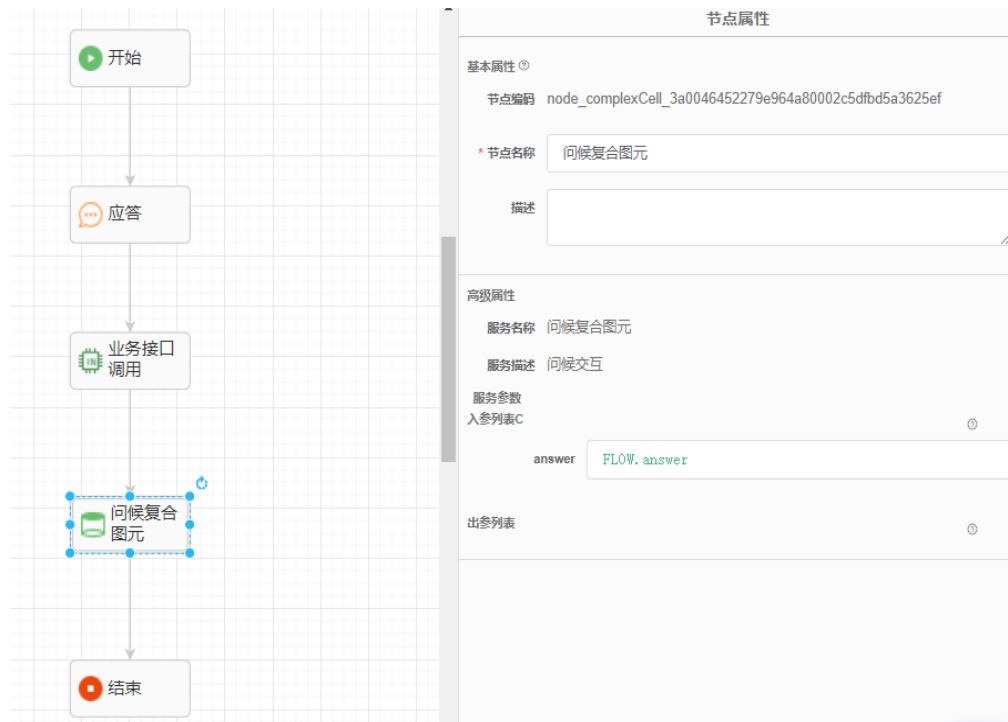 开始
应答
业务接口
调用
问候复合
图元
结束
节点属性
基本属性
节点编码 node_complexCell_3a0046452279e964a80002c5dfbd5a3625ef
* 节点名称 问候复合图元
描述
高级属性
服务名称 问候复合图元
服务描述 问候交互
服务参数
入参列表C
answer FLOW.answer
出参列表